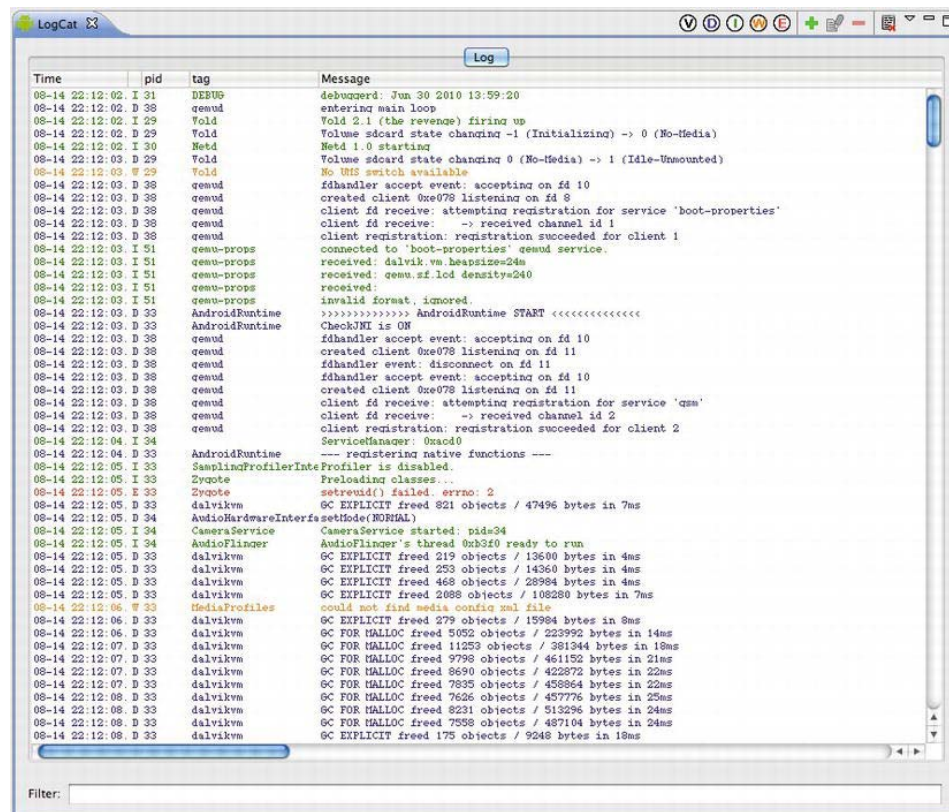 LogCat
V D I W E
Log
Time pid tag Message
08-14 22:12:02. I 31 DEBUG debuggerd: Jun 30 2010 13:59:20
08-14 22:12:02. D 38 qemud entering main loop
08-14 22:12:02. I 29 Vold Vold 2.1 (the revenge) firing up
08-14 22:12:02. D 29 Vold Volume sdcard state changing -1 (Initializing) -> 0 (No-Media)
08-14 22:12:02. I 30 Netd Netd 1.0 starting
08-14 22:12:03. D 29 Vold Volume sdcard state changing 0 (No-Media) -> 1 (Idle-Unmounted)
08-14 22:12:03. W 29 Vold No UMS switch available
08-14 22:12:03. D 38 qemud fdhandler accept event: accepting on fd 10
08-14 22:12:03. D 38 qemud created client 0xe078 listening on fd 8
08-14 22:12:03. D 38 qemud client fd receive: attempting registration for service 'boot-properties'
08-14 22:12:03. D 38 qemud client fd receive: -> received channel id 1
08-14 22:12:03. D 38 qemud client registration: registration succeeded for client 1
08-14 22:12:03. I 51 qemu-props connected to 'boot-properties' qemud service.
08-14 22:12:03. I 51 qemu-props received: dalvik.vm.heapsize=24m
08-14 22:12:03. I 51 qemu-props received: qemu.sf.lcd density=240
08-14 22:12:03. I 51 qemu-props received:
08-14 22:12:03. I 51 qemu-props invalid format, ignored.
08-14 22:12:03. D 33 AndroidRuntime >>>>>>>>>>>>>> AndroidRuntime START <<<<<<<<<<<<<<
08-14 22:12:03. D 33 AndroidRuntime CheckJNI is ON
08-14 22:12:03. D 38 qemud fdhandler accept event: accepting on fd 10
08-14 22:12:03. D 38 qemud created client 0xe078 listening on fd 11
08-14 22:12:03. D 38 qemud fdhandler event: disconnect on fd 11
08-14 22:12:03. D 38 qemud fdhandler accept event: accepting on fd 10
08-14 22:12:03. D 38 qemud created client 0xe078 listening on fd 11
08-14 22:12:03. D 38 qemud client fd receive: attempting registration for service 'gsm'
08-14 22:12:03. D 38 qemud client fd receive: -> received channel id 2
08-14 22:12:03. D 38 qemud client registration: registration succeeded for client 2
08-14 22:12:04. I 34 ServiceManager: 0xacd0
08-14 22:12:04. D 33 AndroidRuntime --- registering native functions ---
08-14 22:12:05. I 33 SamplingProfilerInte Profiler is disabled.
08-14 22:12:05. I 33 Zygote Preloading classes...
08-14 22:12:05. E 33 Zygote setreuid() failed. errno: 2
08-14 22:12:05. D 33 dalvikvm GC EXPLICIT freed 821 objects / 47496 bytes in 7ms
08-14 22:12:05. D 34 AudioHardwareInterfa setMode(NORMAL)
08-14 22:12:05. I 34 CameraService CameraService started: pid=34
08-14 22:12:05. I 34 AudioFlinger AudioFlinger's thread 0xb3f0 ready to run
08-14 22:12:05. D 33 dalvikvm GC EXPLICIT freed 219 objects / 13600 bytes in 4ms
08-14 22:12:05. D 33 dalvikvm GC EXPLICIT freed 253 objects / 14360 bytes in 4ms
08-14 22:12:05. D 33 dalvikvm GC EXPLICIT freed 468 objects / 28984 bytes in 4ms
08-14 22:12:05. D 33 dalvikvm GC EXPLICIT freed 2088 objects / 108280 bytes in 7ms
08-14 22:12:06. W 33 MediaProfiles could not find media config xml file
08-14 22:12:06. D 33 dalvikvm GC EXPLICIT freed 279 objects / 15984 bytes in 8ms
08-14 22:12:06. D 33 dalvikvm GC FOR MALLOC freed 5052 objects / 223992 bytes in 14ms
08-14 22:12:07. D 33 dalvikvm GC FOR MALLOC freed 11253 objects / 381344 bytes in 18ms
08-14 22:12:07. D 33 dalvikvm GC FOR MALLOC freed 9798 objects / 461152 bytes in 21ms
08-14 22:12:07. D 33 dalvikvm GC FOR MALLOC freed 8690 objects / 422872 bytes in 22ms
08-14 22:12:07. D 33 dalvikvm GC FOR MALLOC freed 7835 objects / 458864 bytes in 22ms
08-14 22:12:08. D 33 dalvikvm GC FOR MALLOC freed 7626 objects / 457776 bytes in 25ms
08-14 22:12:08. D 33 dalvikvm GC FOR MALLOC freed 8231 objects / 513296 bytes in 24ms
08-14 22:12:08. D 33 dalvikvm GC FOR MALLOC freed 7558 objects / 487104 bytes in 24ms
08-14 22:12:08. D 33 dalvikvm GC EXPLICIT freed 175 objects / 9248 bytes in 18ms
Filter: